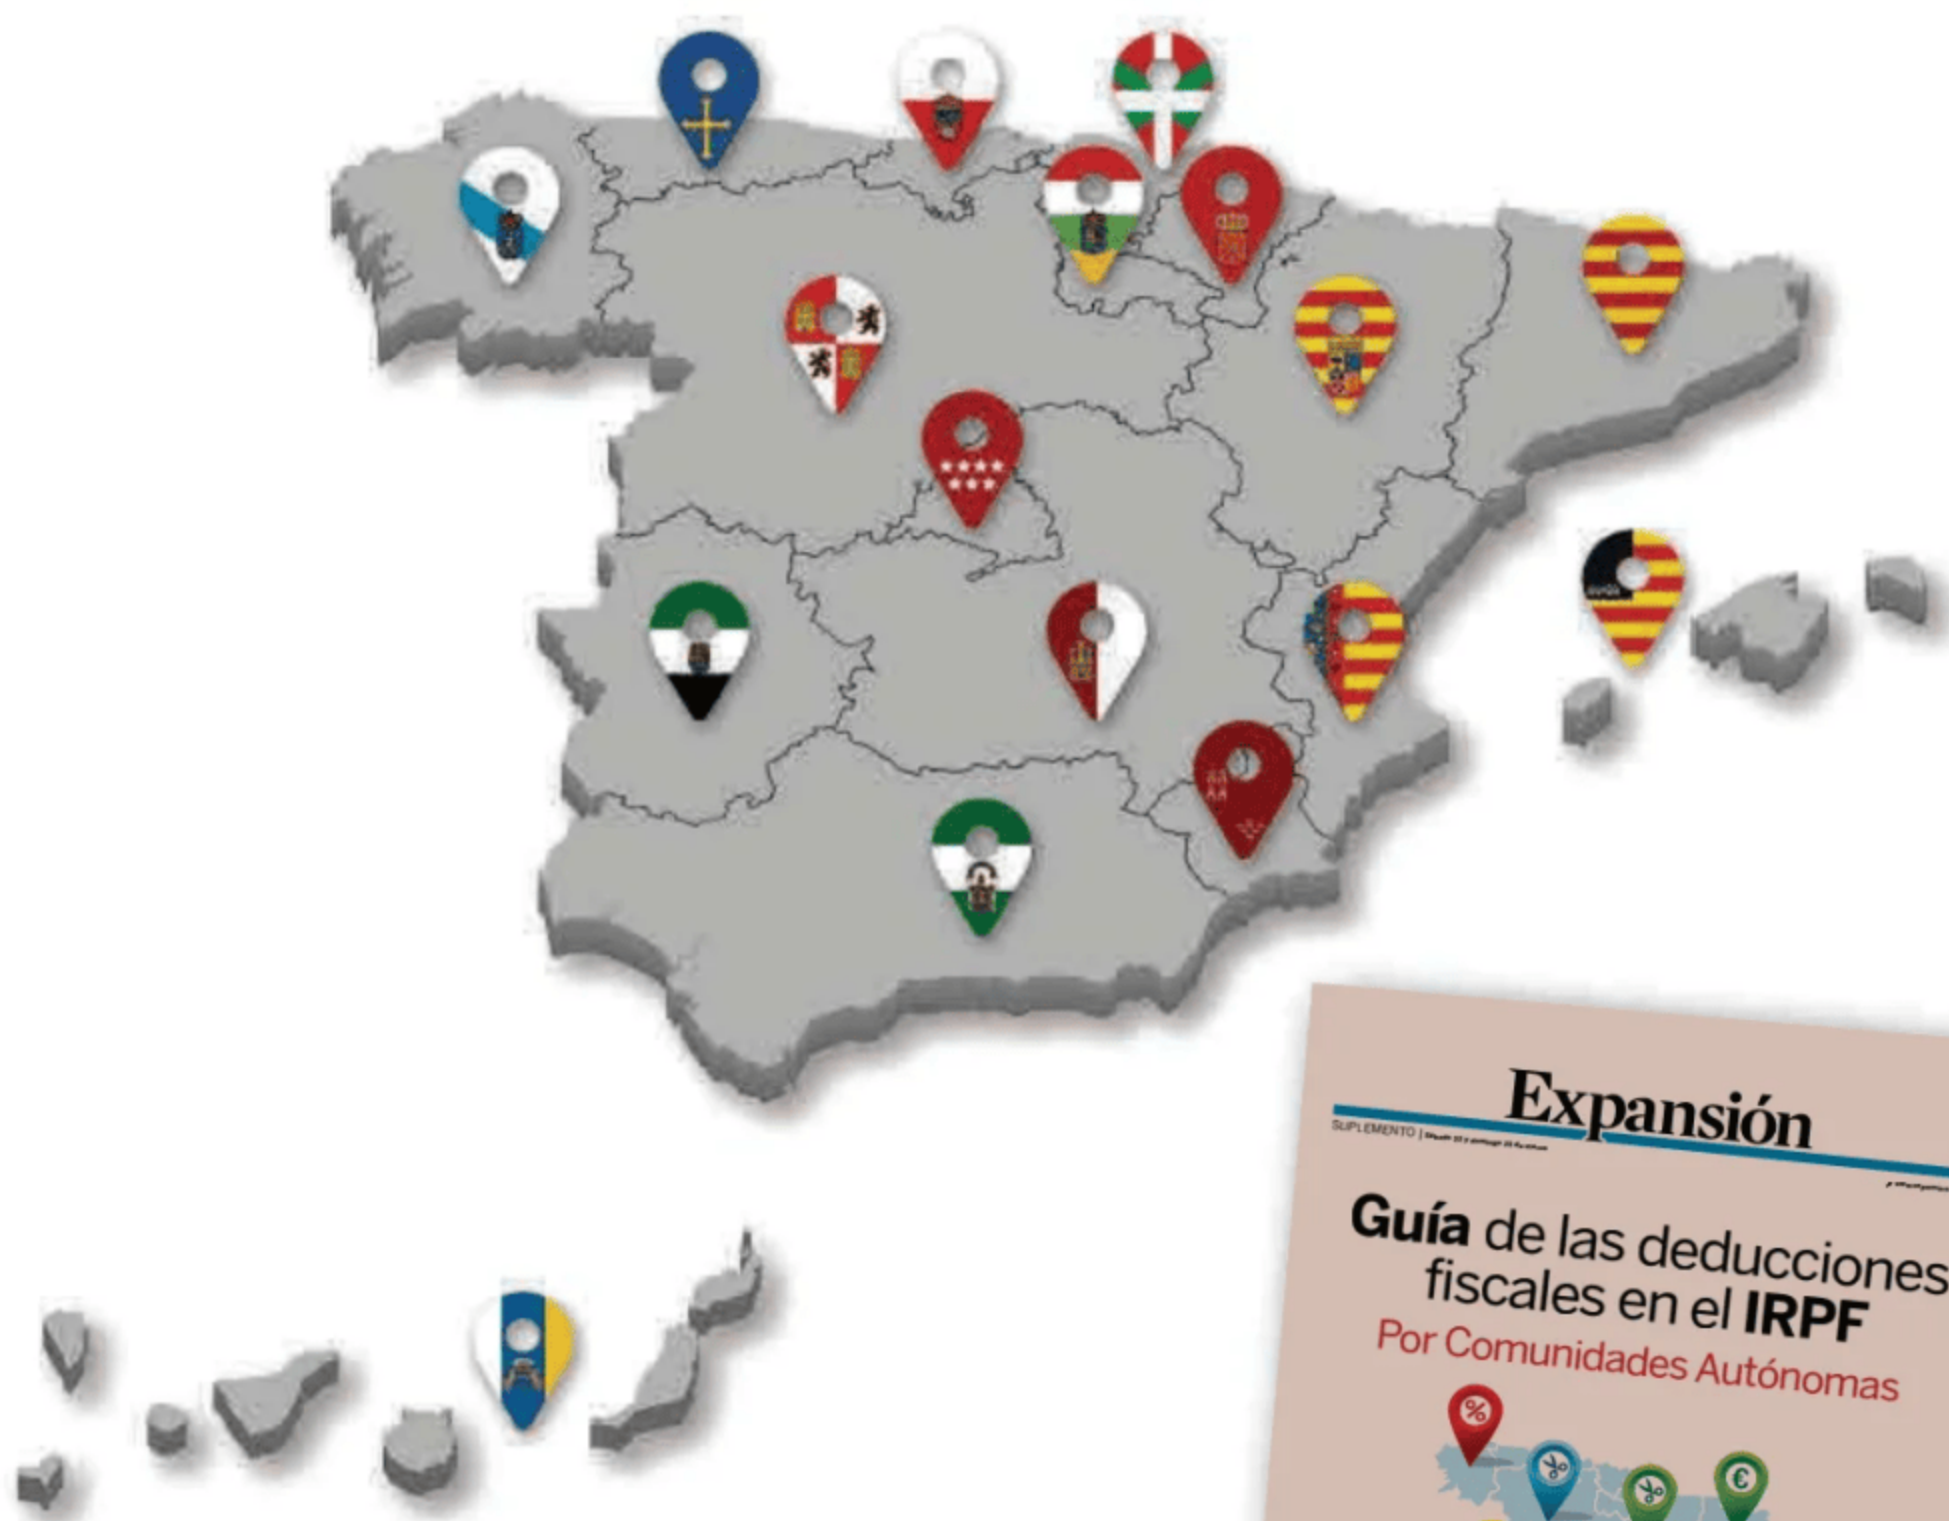 Expansión
SUPLEMENTO |
Guía de las deducciones
fiscales en el IRPF
Por Comunidades Autónomas
%
€